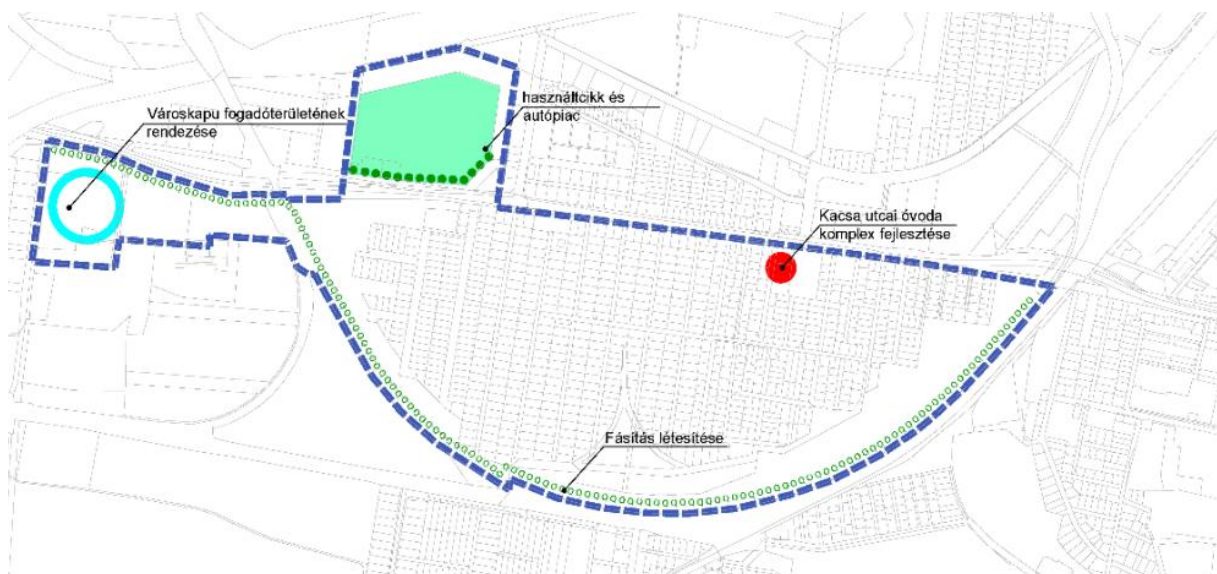 Városkapu fogadóterületének
rendezése
használtcikk és
autópiac
Kacsa utcai óvoda
komplex fejlesztése
Fásítás létesítése